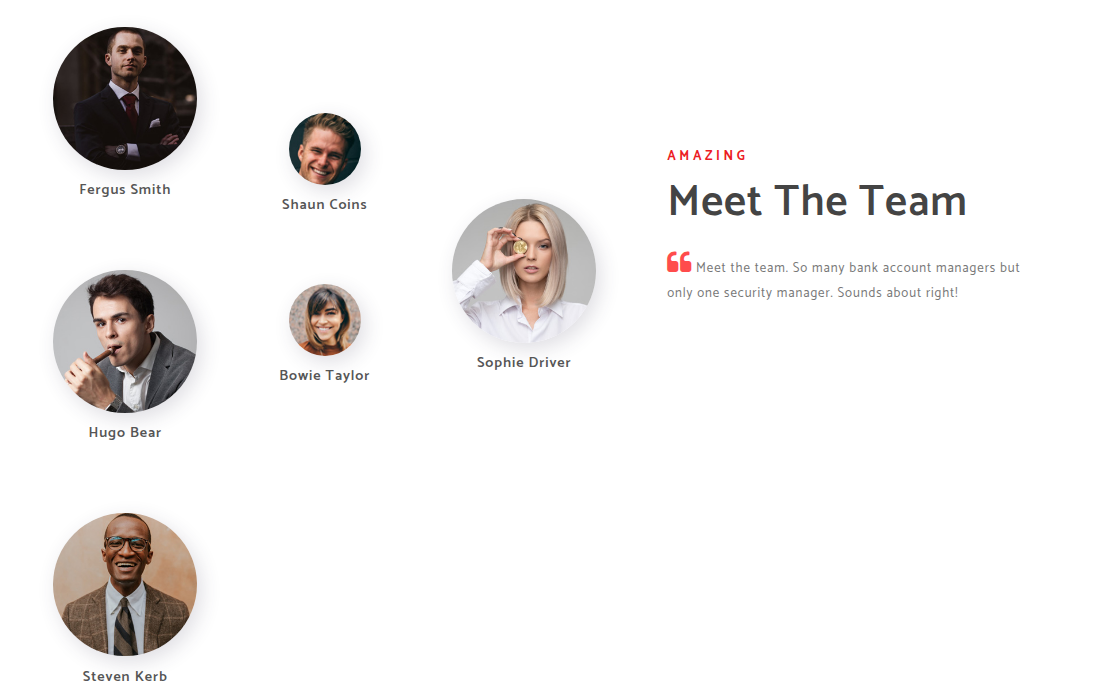 Fergus Smith
Shaun Coins
Sophie Driver
Hugo Bear
Bowie Taylor
Steven Kerb
AMAZING
Meet The Team
❝ Meet the team. So many bank account managers but
only one security manager. Sounds about right!